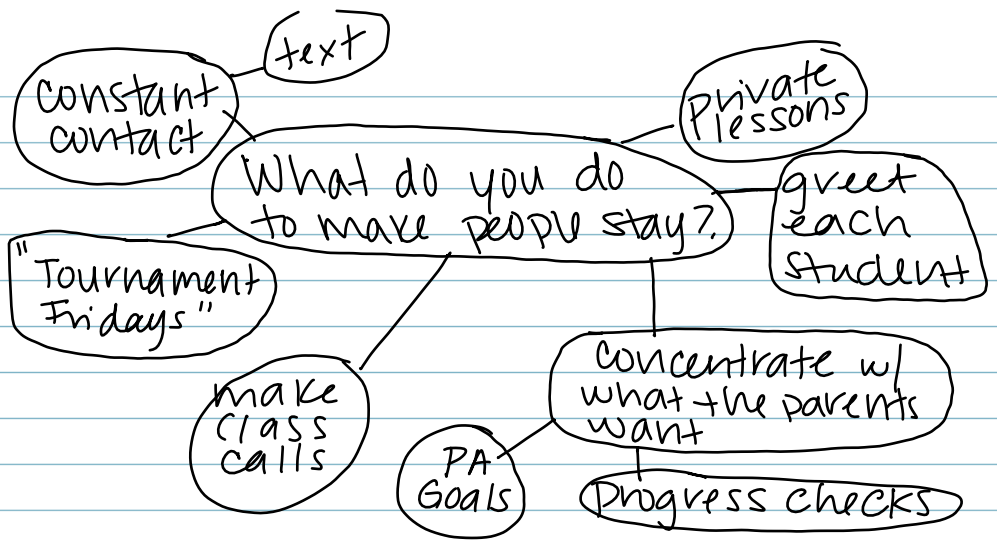 text
constant
contact
private
lessons
What do you do
to make people stay?
greet
each
student
"Tournament
Fridays"
make
class
calls
concentrate w/
what the parents
want
PA
Goals
progress checks